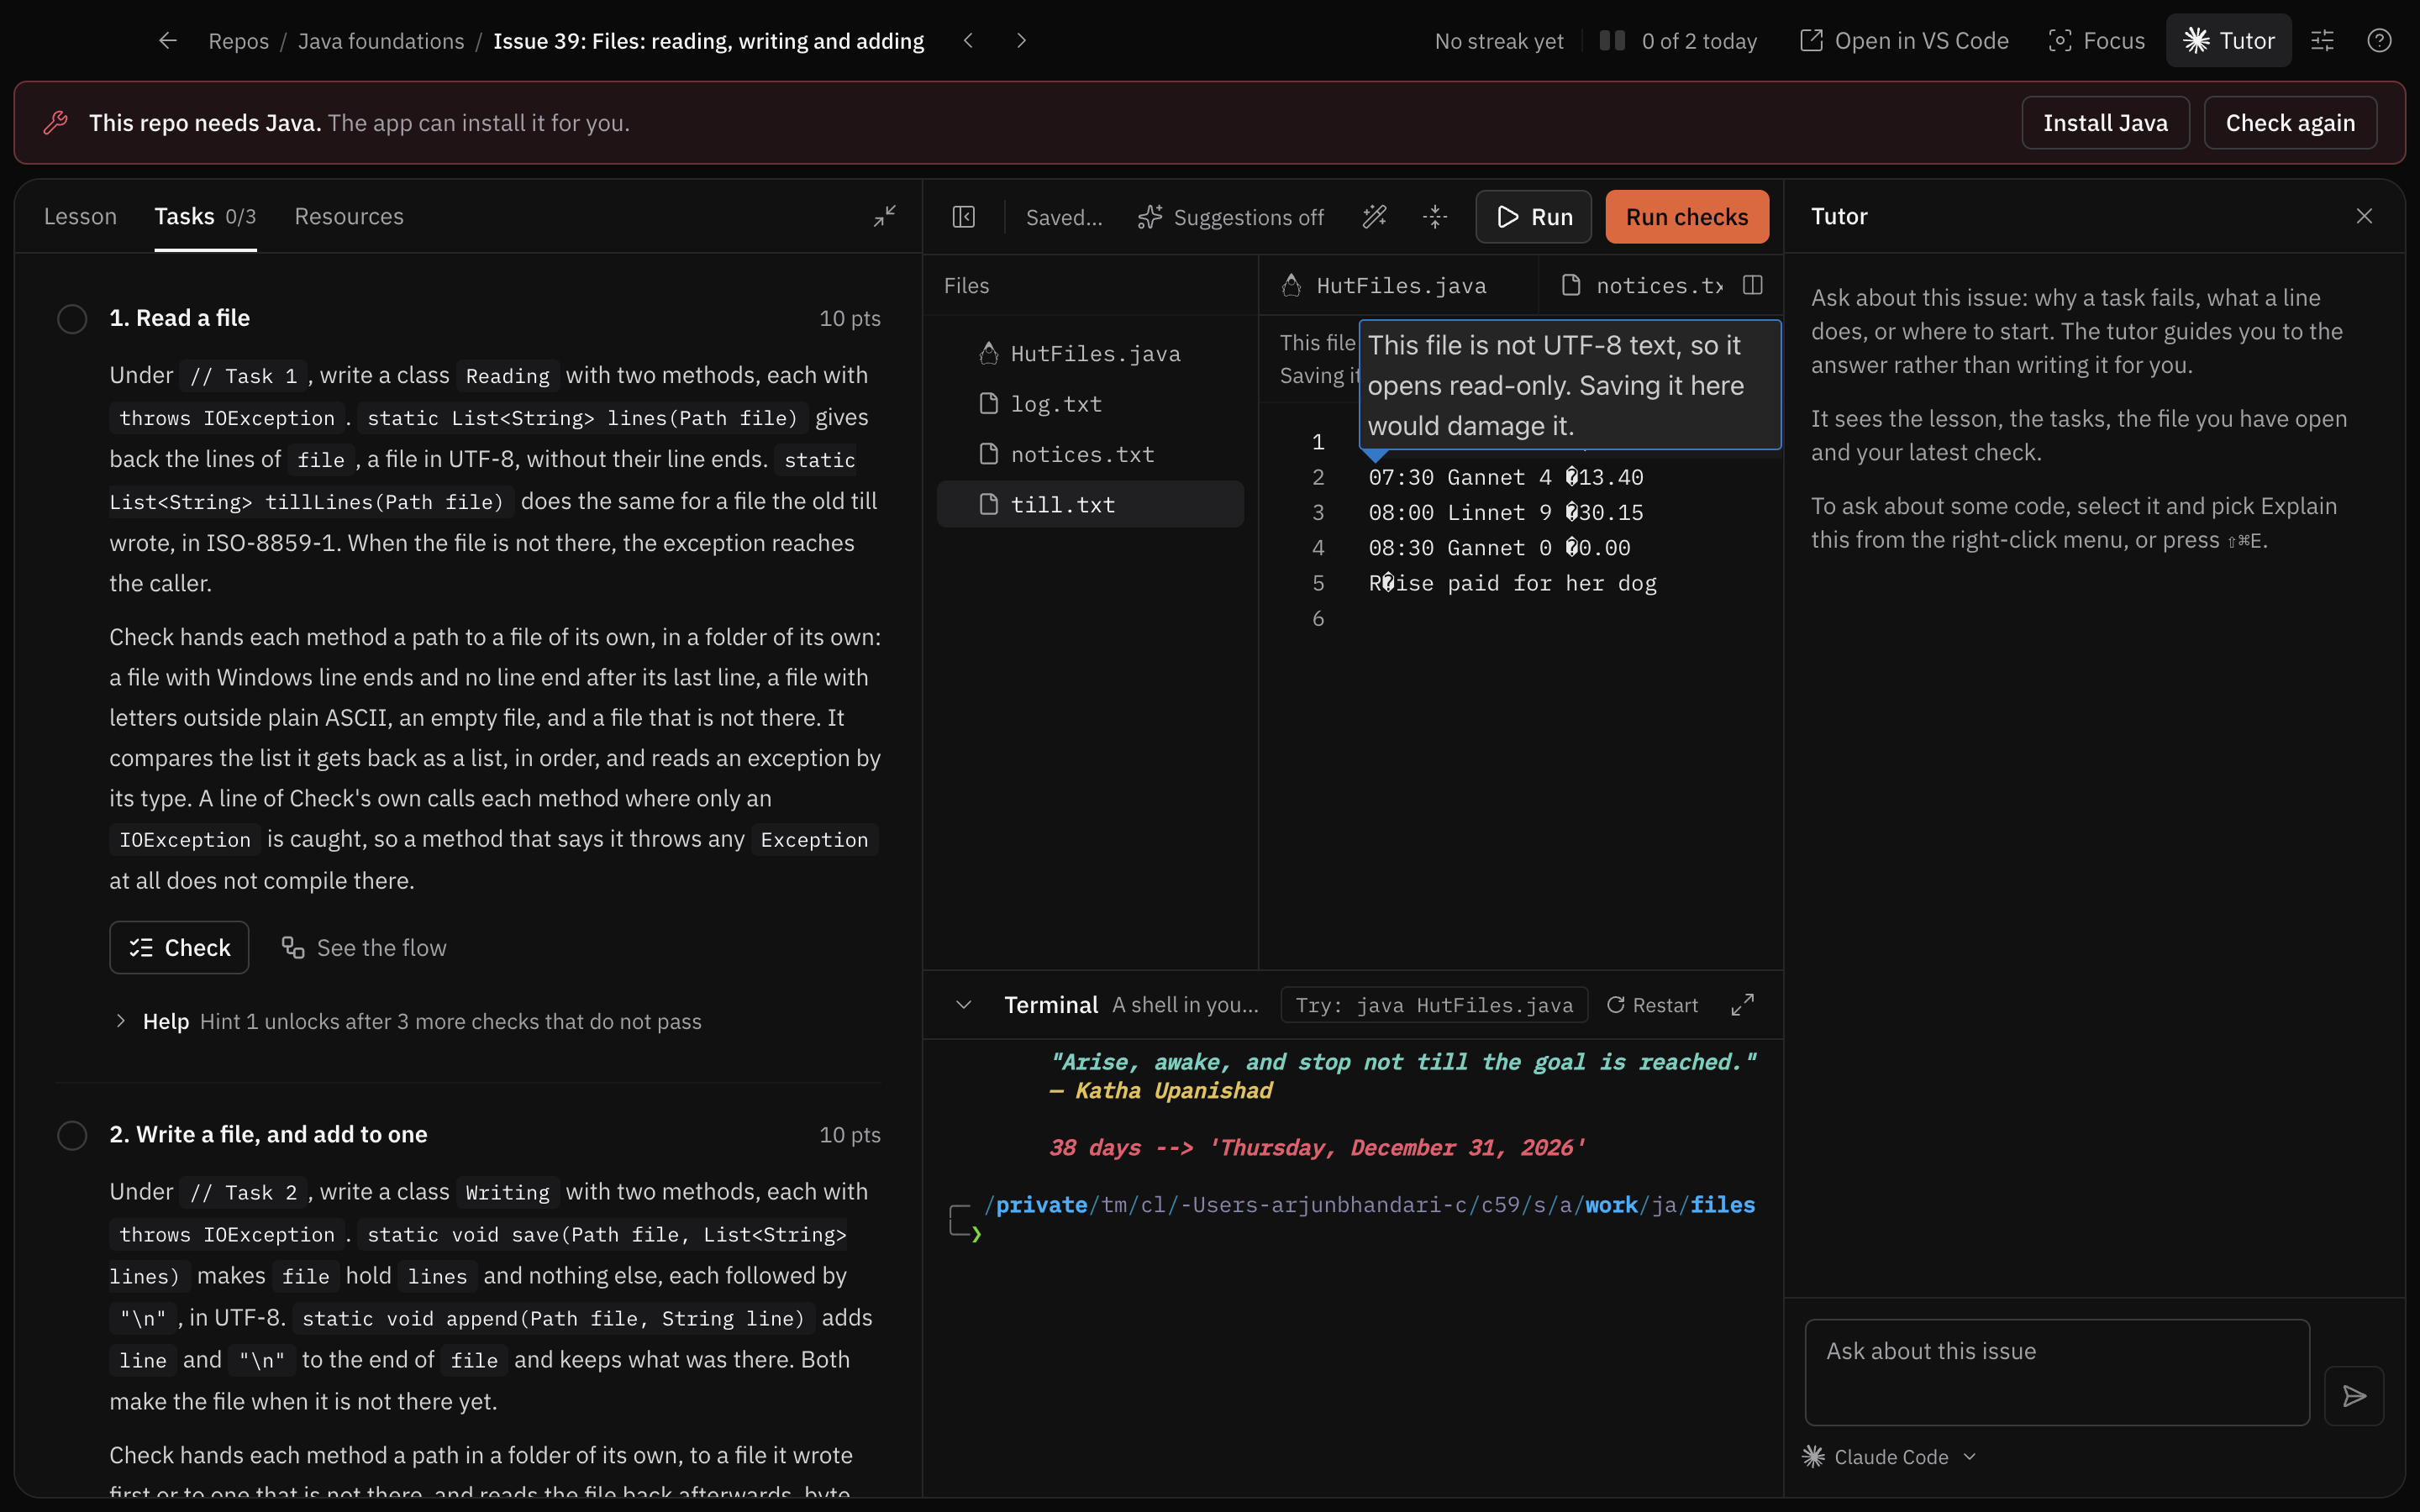 Repos / Java foundations / Issue 39: Files: reading, writing and adding
No streak yet
0 of 2 today
Open in VS Code
Focus
Tutor
This repo needs Java. The app can install it for you.
Install Java
Check again
Lesson
Tasks 0/3
Resources
1. Read a file
10 pts
Under // Task 1 , write a class Reading with two methods, each with
throws IOException . static List<String> lines(Path file) gives
back the lines of file , a file in UTF-8, without their line ends. static
List<String> tillLines(Path file) does the same for a file the old till
wrote, in ISO-8859-1. When the file is not there, the exception reaches
the caller.
Check hands each method a path to a file of its own, in a folder of its own:
a file with Windows line ends and no line end after its last line, a file with
letters outside plain ASCII, an empty file, and a file that is not there. It
compares the list it gets back as a list, in order, and reads an exception by
its type. A line of Check's own calls each method where only an
IOException is caught, so a method that says it throws any Exception
at all does not compile there.
Check
See the flow
Help Hint 1 unlocks after 3 more checks that do not pass
2. Write a file, and add to one
10 pts
Under // Task 2 , write a class Writing with two methods, each with
throws IOException . static void save(Path file, List<String>
lines) makes file hold lines and nothing else, each followed by
"\n" , in UTF-8. static void append(Path file, String line) adds
line and "\n" to the end of file and keeps what was there. Both
make the file when it is not there yet.
Check hands each method a path in a folder of its own, to a file it wrote
first or to one that is not there, and reads the file back afterwards, byte
Saved...
Suggestions off
Run
Run checks
Files
HutFiles.java
log.txt
notices.txt
till.txt
HutFiles.java
notices.tx
This file
Saving it
This file is not UTF-8 text, so it
opens read-only. Saving it here
would damage it.
1
2 07:30 Gannet 4 �13.40
3 08:00 Linnet 9 �30.15
4 08:30 Gannet 0 �0.00
5 R�ise paid for her dog
6
Terminal A shell in you...
Try: java HutFiles.java
Restart
"Arise, awake, and stop not till the goal is reached."
— Katha Upanishad
38 days --> 'Thursday, December 31, 2026'
/private/tm/cl/-Users-arjunbhandari-c/c59/s/a/work/ja/files
❯
Tutor
Ask about this issue: why a task fails, what a line
does, or where to start. The tutor guides you to the
answer rather than writing it for you.
It sees the lesson, the tasks, the file you have open
and your latest check.
To ask about some code, select it and pick Explain
this from the right-click menu, or press ⇧⌘E.
Ask about this issue
Claude Code